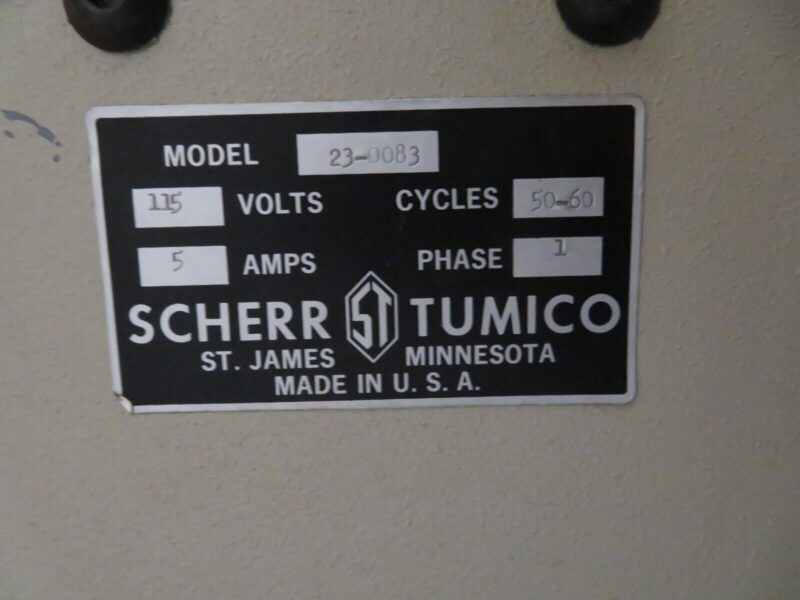 MODEL 23-0083
115 VOLTS CYCLES 50-60
5 AMPS PHASE 1
SCHERR ST TUMICO
ST. JAMES MINNESOTA
MADE IN U. S. A.